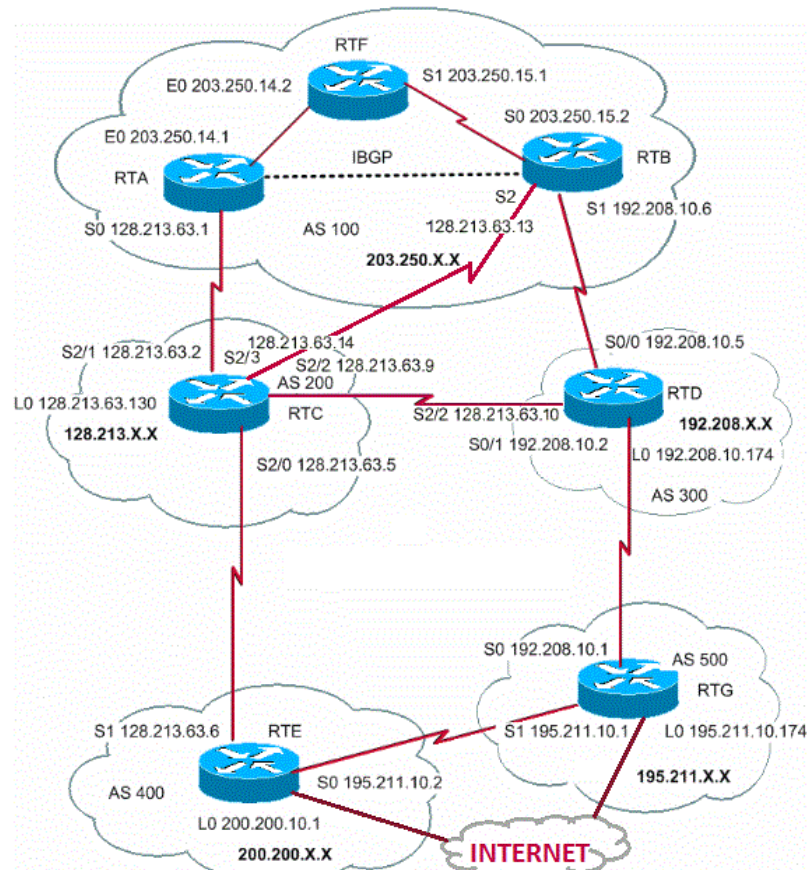 RTF
S1 203.250.15.1
E0 203.250.14.2
S0 203.250.15.2
E0 203.250.14.1
IBGP
RTB
RTA
S2
S1 192.208.10.6
S0 128.213.63.1
128.213.63.13
AS 100
203.250.X.X
128.213.63.14
S0/0 192.208.10.5
S2/1 128.213.63.2
S2/3
S2/2 128.213.63.9
AS 200
RTD
L0 128.213.63.130
RTC
S2/2 128.213.63.10
192.208.X.X
128.213.X.X
S0/1 192.208.10.2
L0 192.208.10.174
S2/0 128.213.63.5
AS 300
S0 192.208.10.1
AS 500
RTG
S1 128.213.63.6
RTE
S1 195.211.10.1
L0 195.211.10.174
S0 195.211.10.2
195.211.X.X
AS 400
L0 200.200.10.1
200.200.X.X
INTERNET